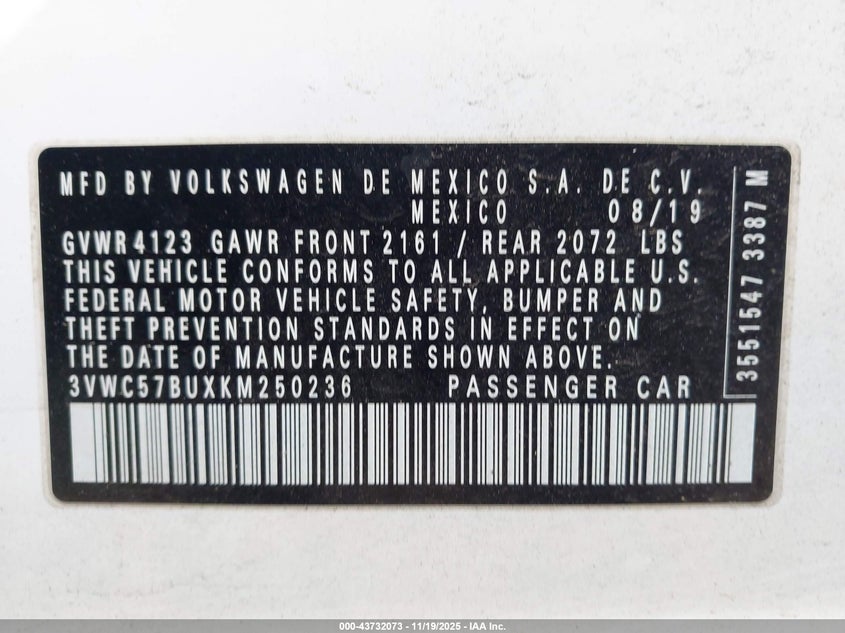 MFD BY VOLKSWAGEN DE MEXICO S.A. DE C.V.
MEXICO 08/19
GVWR 4123 GAWR FRONT 2161 / REAR 2072 LBS
THIS VEHICLE CONFORMS TO ALL APPLICABLE U.S.
FEDERAL MOTOR VEHICLE SAFETY, BUMPER AND
THEFT PREVENTION STANDARDS IN EFFECT ON
THE DATE OF MANUFACTURE SHOWN ABOVE.
3VWC57BUXKM250236 PASSENGER CAR
3551547 3387 M
000-43732073 - 11/19/2025 - IAA Inc.